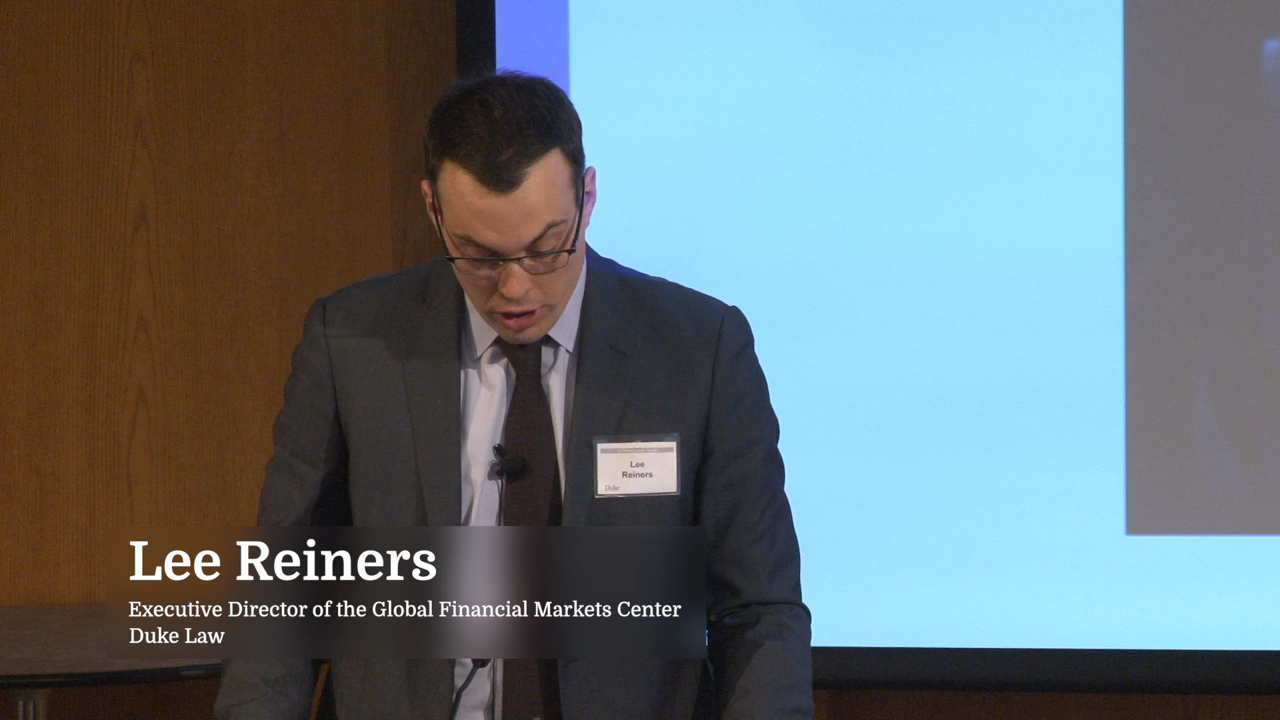 Lee
Reiners
Duke
Lee Reiners
Executive Director of the Global Financial Markets Center
Duke Law